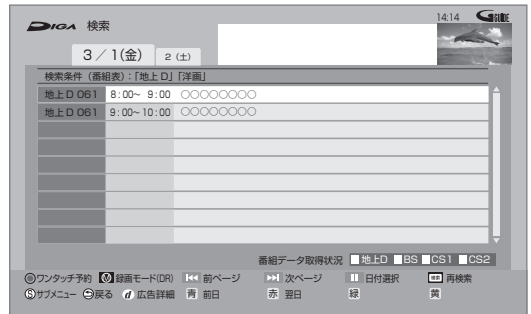 14:14 GGUIDE
DIGA 検索
3／1(金) 2(土)
検索条件（番組表）：「地上D」「洋画」
地上D 061 8:00～ 9:00 ○○○○○○○○
地上D 061 9:00～10:00 ○○○○○○○○
番組データ取得状況 地上D BS CS1 CS2
ワンタッチ予約 録画モード(DR) 前ページ 次ページ 日付選択 検索 再検索
S サブメニュー 戻る d 広告詳細 青 前日 赤 翌日 緑 黄